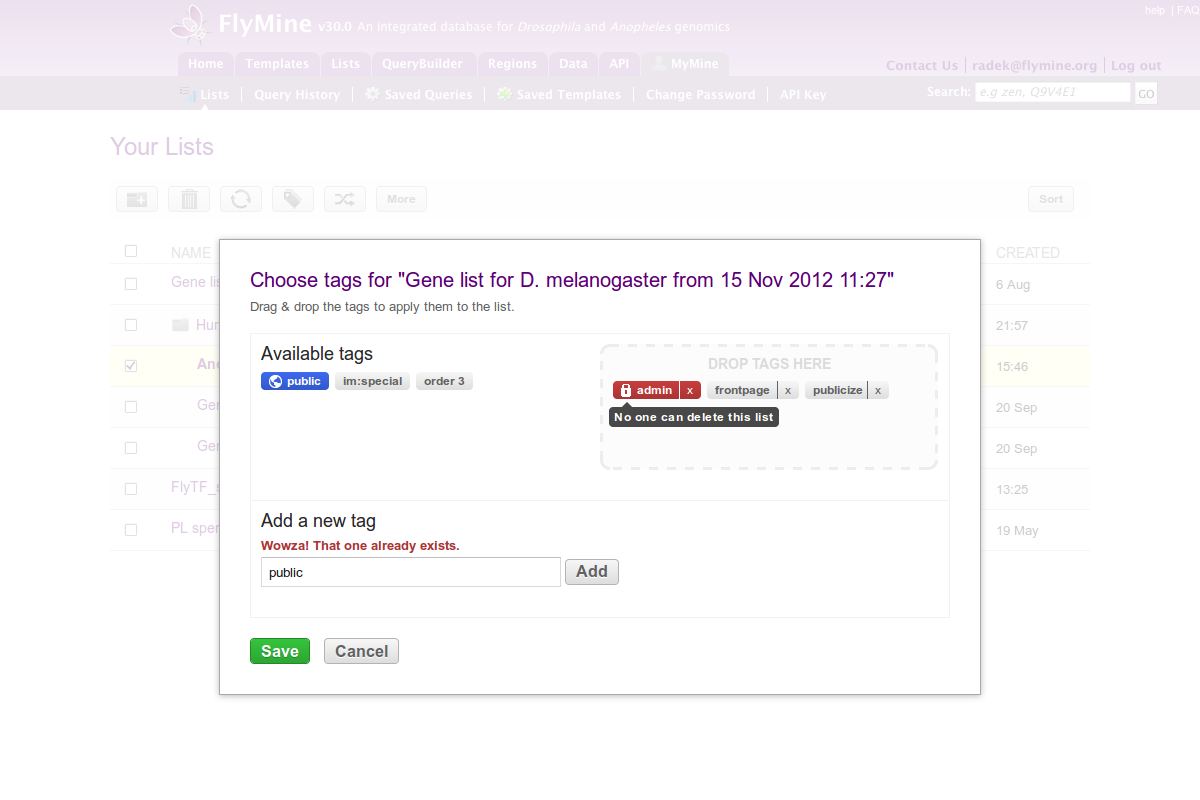 help | FAQ
FlyMine v30.0 An integrated database for Drosophila and Anopheles genomics
Home Templates Lists QueryBuilder Regions Data API MyMine
Contact Us | radek@flymine.org | Log out
Lists | Query History | Saved Queries | Saved Templates | Change Password | API Key
Search: e.g zen, Q9V4E1 GO
Your Lists
More Sort
NAME CREATED
Gene lis 6 Aug
Hur 21:57
Ano 15:46
Gen 20 Sep
Gen 20 Sep
FlyTF_s 13:25
PL sper 19 May
Choose tags for "Gene list for D. melanogaster from 15 Nov 2012 11:27"
Drag & drop the tags to apply them to the list.
Available tags
public im:special order 3
DROP TAGS HERE
admin x frontpage x publicize x
No one can delete this list
Add a new tag
Wowza! That one already exists.
public Add
Save Cancel